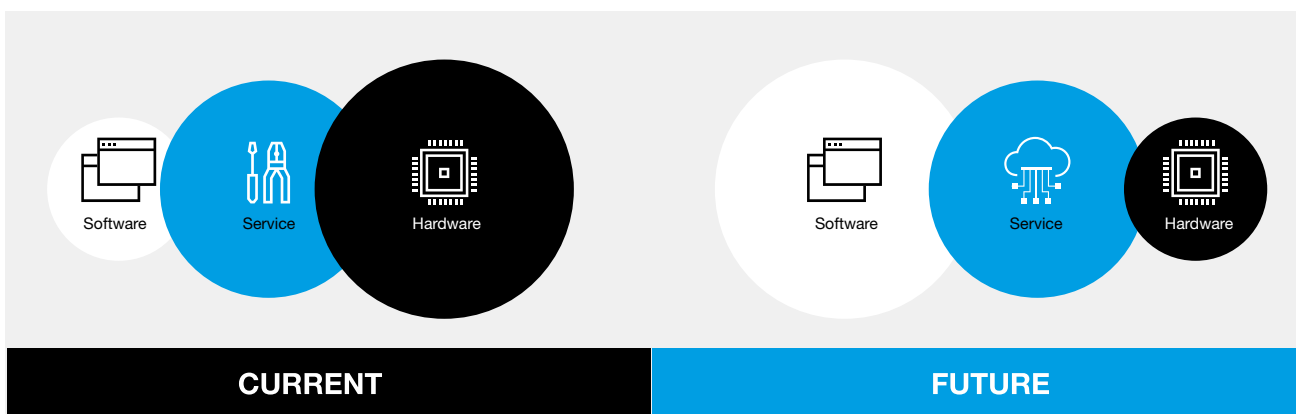 Software
Service
Hardware
Software
Service
Hardware
CURRENT
FUTURE